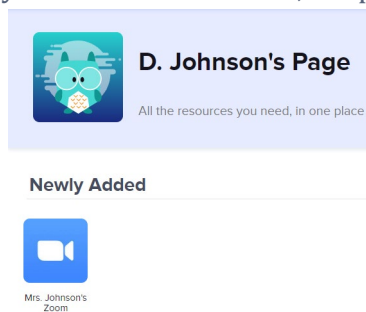 D. Johnson's Page
All the resources you need, in one place
Newly Added
Mrs. Johnson's
Zoom